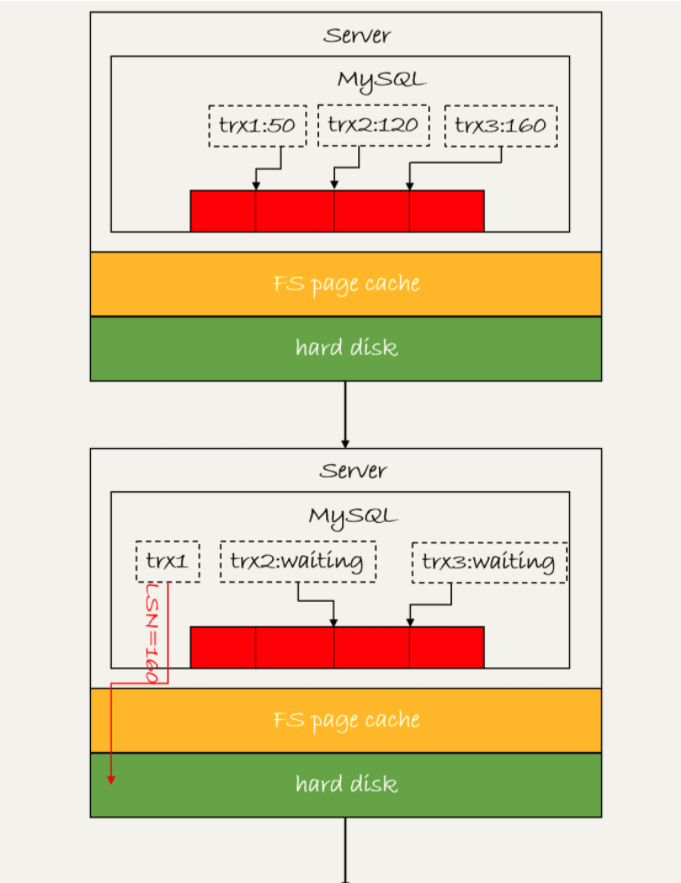 Server
MySQL
trx1:50 trx2:120 trx3:160
FS page cache
hard disk
Server
MySQL
trx1 trx2:waiting trx3:waiting
LSN=160
FS page cache
hard disk